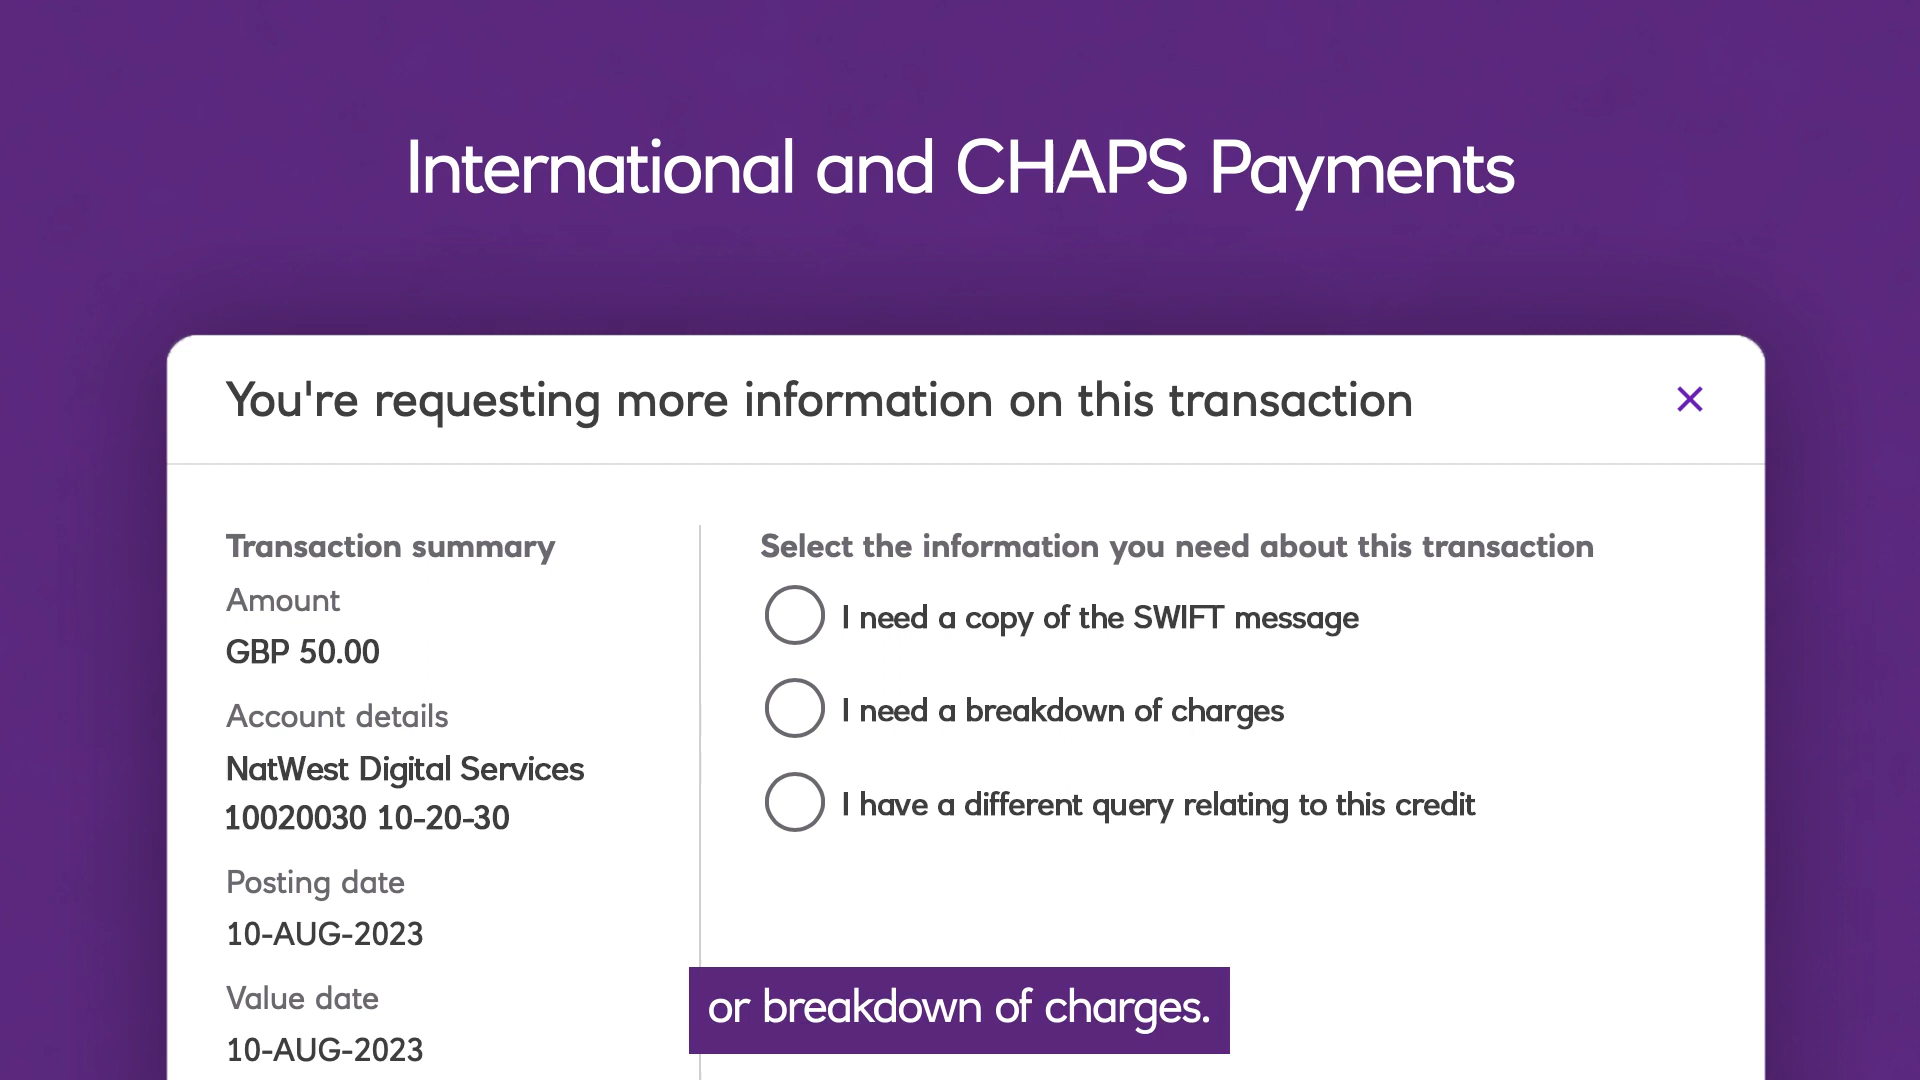 International and CHAPS Payments
You're requesting more information on this transaction
Transaction summary
Amount
GBP 50.00
Account details
NatWest Digital Services
10020030 10-20-30
Posting date
10-AUG-2023
Value date
10-AUG-2023
Select the information you need about this transaction
I need a copy of the SWIFT message
I need a breakdown of charges
I have a different query relating to this credit
or breakdown of charges.